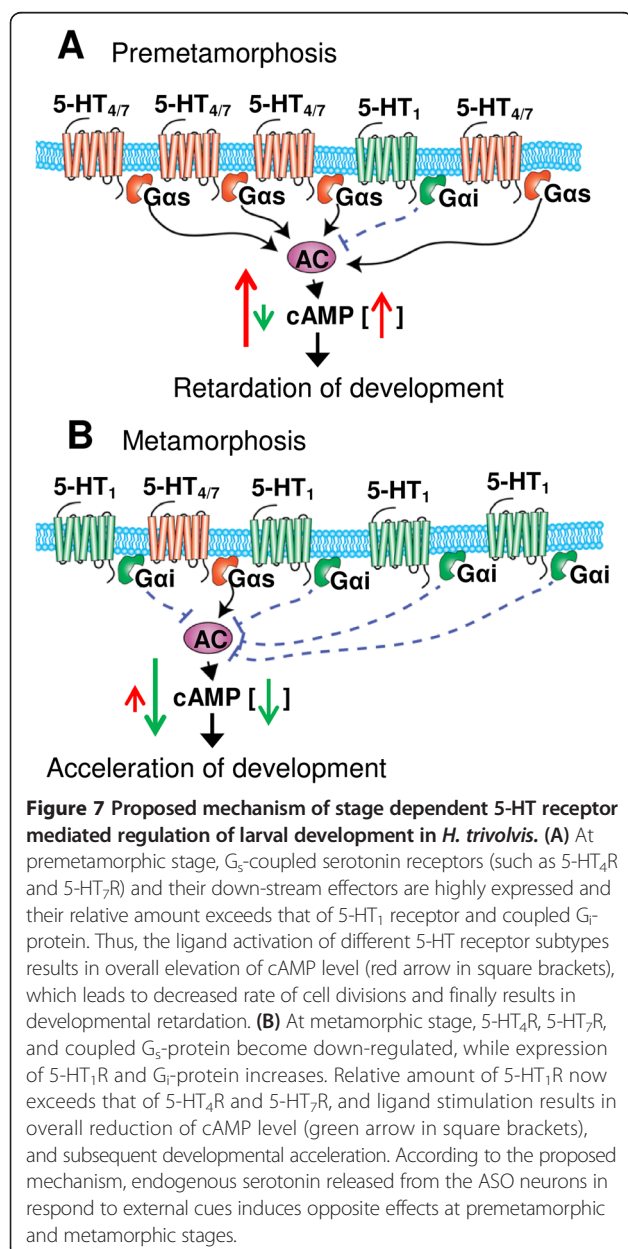 A Premetamorphosis
5-HT4/7 5-HT4/7 5-HT4/7 5-HT1 5-HT4/7
Gαs Gαs Gαs Gαi Gαs
AC
cAMP [ ]
Retardation of development
B Metamorphosis
5-HT1 5-HT4/7 5-HT1 5-HT1 5-HT1
Gαi Gαs Gαi Gαi Gαi
AC
cAMP [ ]
Acceleration of development
Figure 7 Proposed mechanism of stage dependent 5-HT receptor
mediated regulation of larval development in H. trivolvis. (A) At
premetamorphic stage, Gs-coupled serotonin receptors (such as 5-HT4R
and 5-HT7R) and their down-stream effectors are highly expressed and
their relative amount exceeds that of 5-HT1 receptor and coupled Gi-
protein. Thus, the ligand activation of different 5-HT receptor subtypes
results in overall elevation of cAMP level (red arrow in square brackets),
which leads to decreased rate of cell divisions and finally results in
developmental retardation. (B) At metamorphic stage, 5-HT4R, 5-HT7R,
and coupled Gs-protein become down-regulated, while expression
of 5-HT1R and Gi-protein increases. Relative amount of 5-HT1R now
exceeds that of 5-HT4R and 5-HT7R, and ligand stimulation results in
overall reduction of cAMP level (green arrow in square brackets),
and subsequent developmental acceleration. According to the proposed
mechanism, endogenous serotonin released from the ASO neurons in
respond to external cues induces opposite effects at premetamorphic
and metamorphic stages.